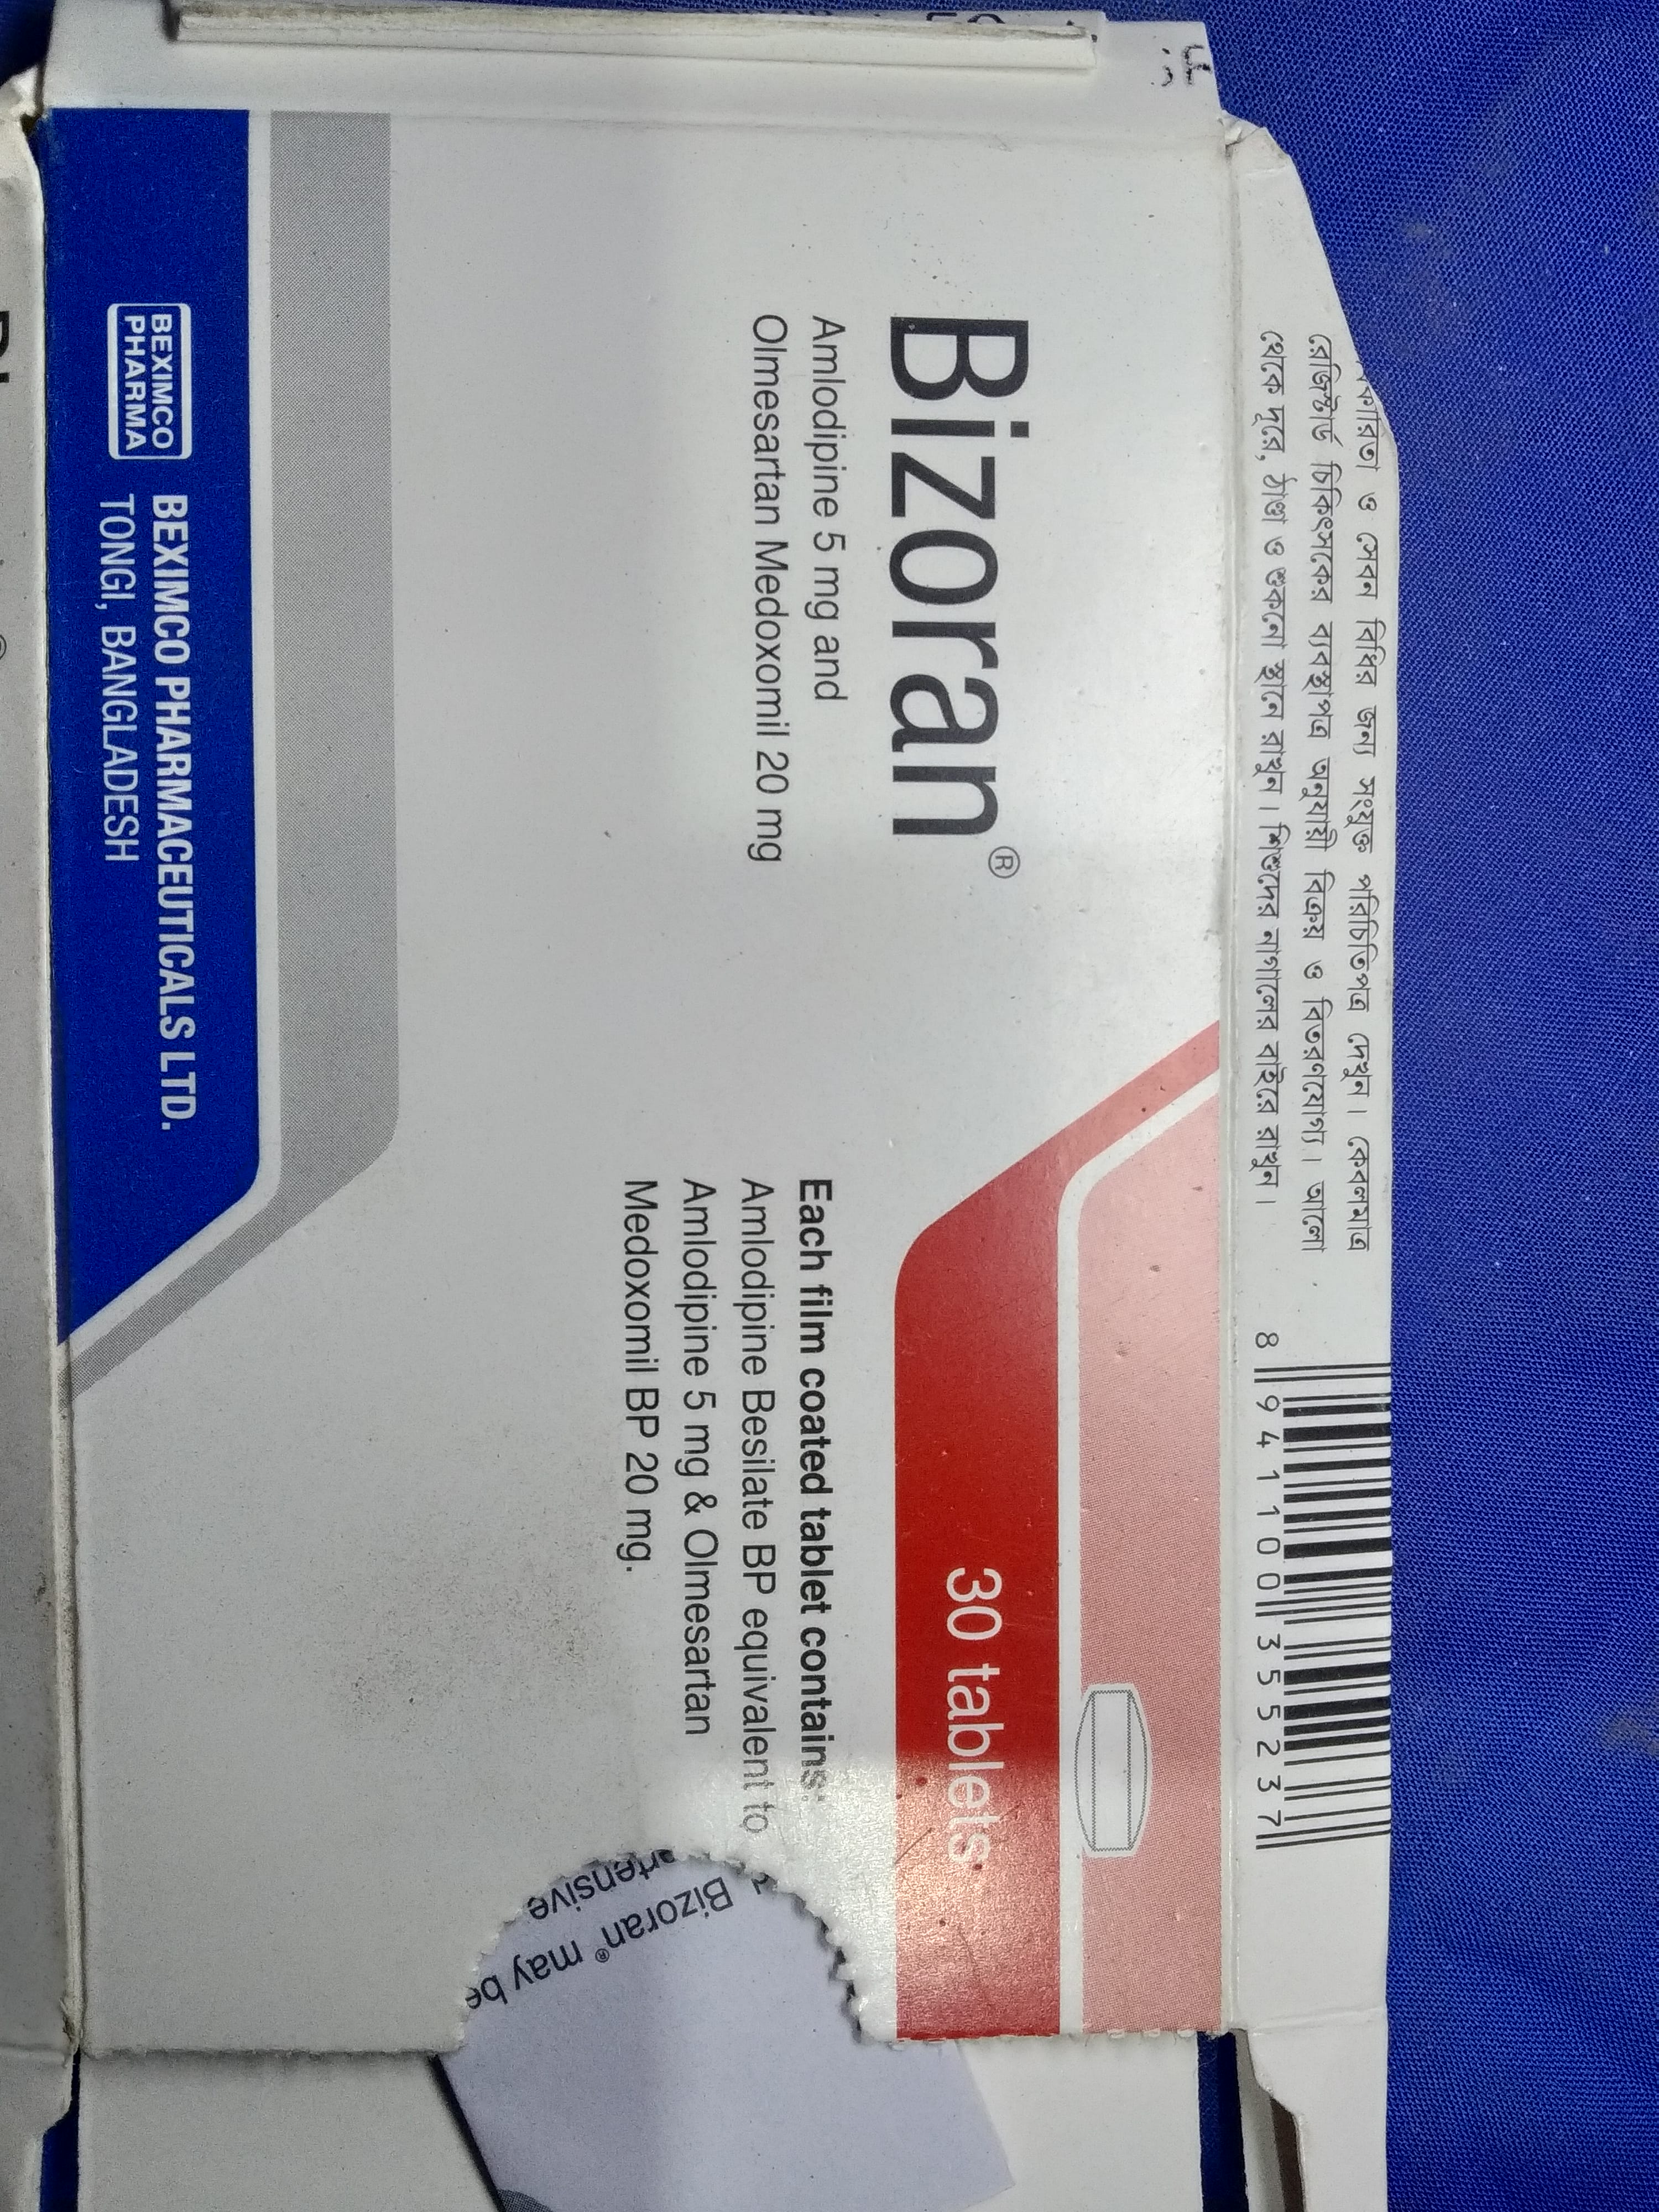 ও সেবন বিধির জন্য সংযুক্ত পরিচিতিপত্র দেখুন। কেবলমাত্র
রেজিস্টার্ড চিকিৎসকের ব্যবস্থাপত্র অনুযায়ী বিক্রয় ও বিতরণযোগ্য। আলো
থেকে দূরে, ঠাণ্ডা ও শুকনো স্থানে রাখুন। শিশুদের নাগালের বাইরে রাখুন।
8 941100 355237
Bizoran®
Amlodipine 5 mg and
Olmesartan Medoxomil 20 mg
30 tablets
Each film coated tablet contains:
Amlodipine Besilate BP equivalent to
Amlodipine 5 mg & Olmesartan
Medoxomil BP 20 mg.
Bizoran® may be
BEXIMCO
PHARMA
BEXIMCO PHARMACEUTICALS LTD.
TONGI, BANGLADESH